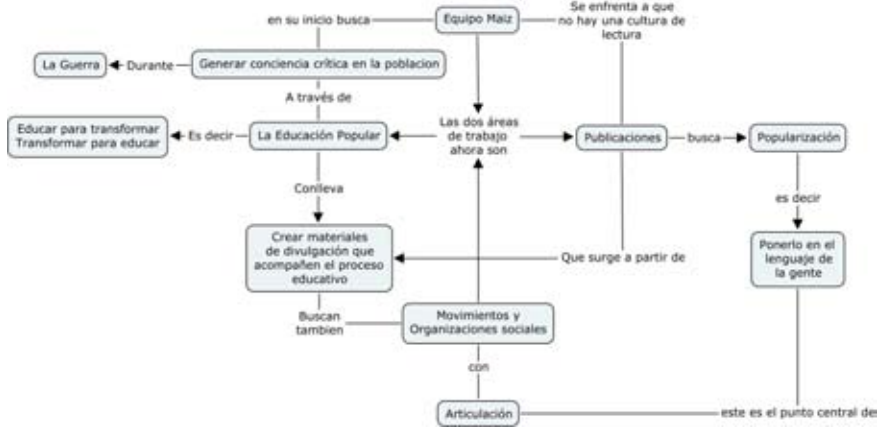 en su inicio busca
Equipo Maiz
Se enfrenta a que
no hay una cultura de
lectura
La Guerra
Durante
Generar conciencia crítica en la poblacion
A través de
Educar para transformar
Transformar para educar
Es decir
La Educación Popular
Las dos áreas
de trabajo
ahora son
Publicaciones
busca
Popularización
Conlleva
es decir
Crear materiales
de divulgación que
acompañen el proceso
educativo
Que surge a partir de
Ponerlo en el
lenguaje de
la gente
Buscan
tambien
Movimientos y
Organizaciones sociales
con
Articulación
este es el punto central de